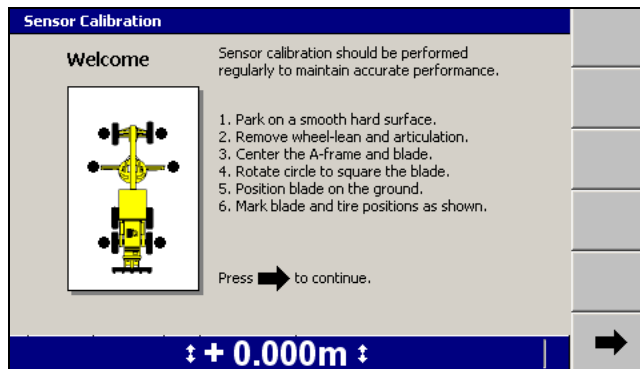 Sensor Calibration
Welcome
Sensor calibration should be performed
regularly to maintain accurate performance.
1. Park on a smooth hard surface.
2. Remove wheel-lean and articulation.
3. Center the A-frame and blade.
4. Rotate circle to square the blade.
5. Position blade on the ground.
6. Mark blade and tire positions as shown.
Press ➡ to continue.
↕ + 0.000m ↕